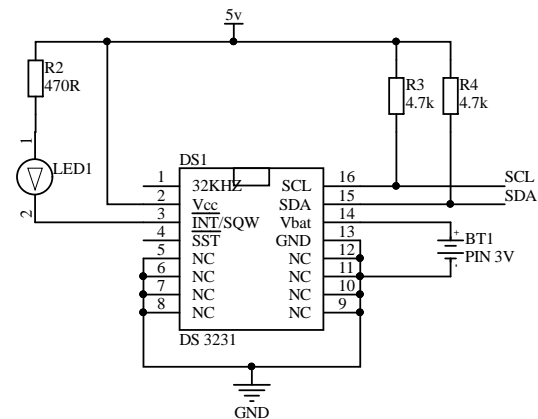 5v
R2
470R
R3
4.7k
R4
4.7k
1
LED1
2
DS1
1 32KHZ SCL 16 SCL
2 Vcc SDA 15 SDA
3 INT/SQW Vbat 14
4 SST GND 13
5 NC NC 12
6 NC NC 11
7 NC NC 10
8 NC NC 9
+ BT1
- PIN 3V
DS 3231
GND